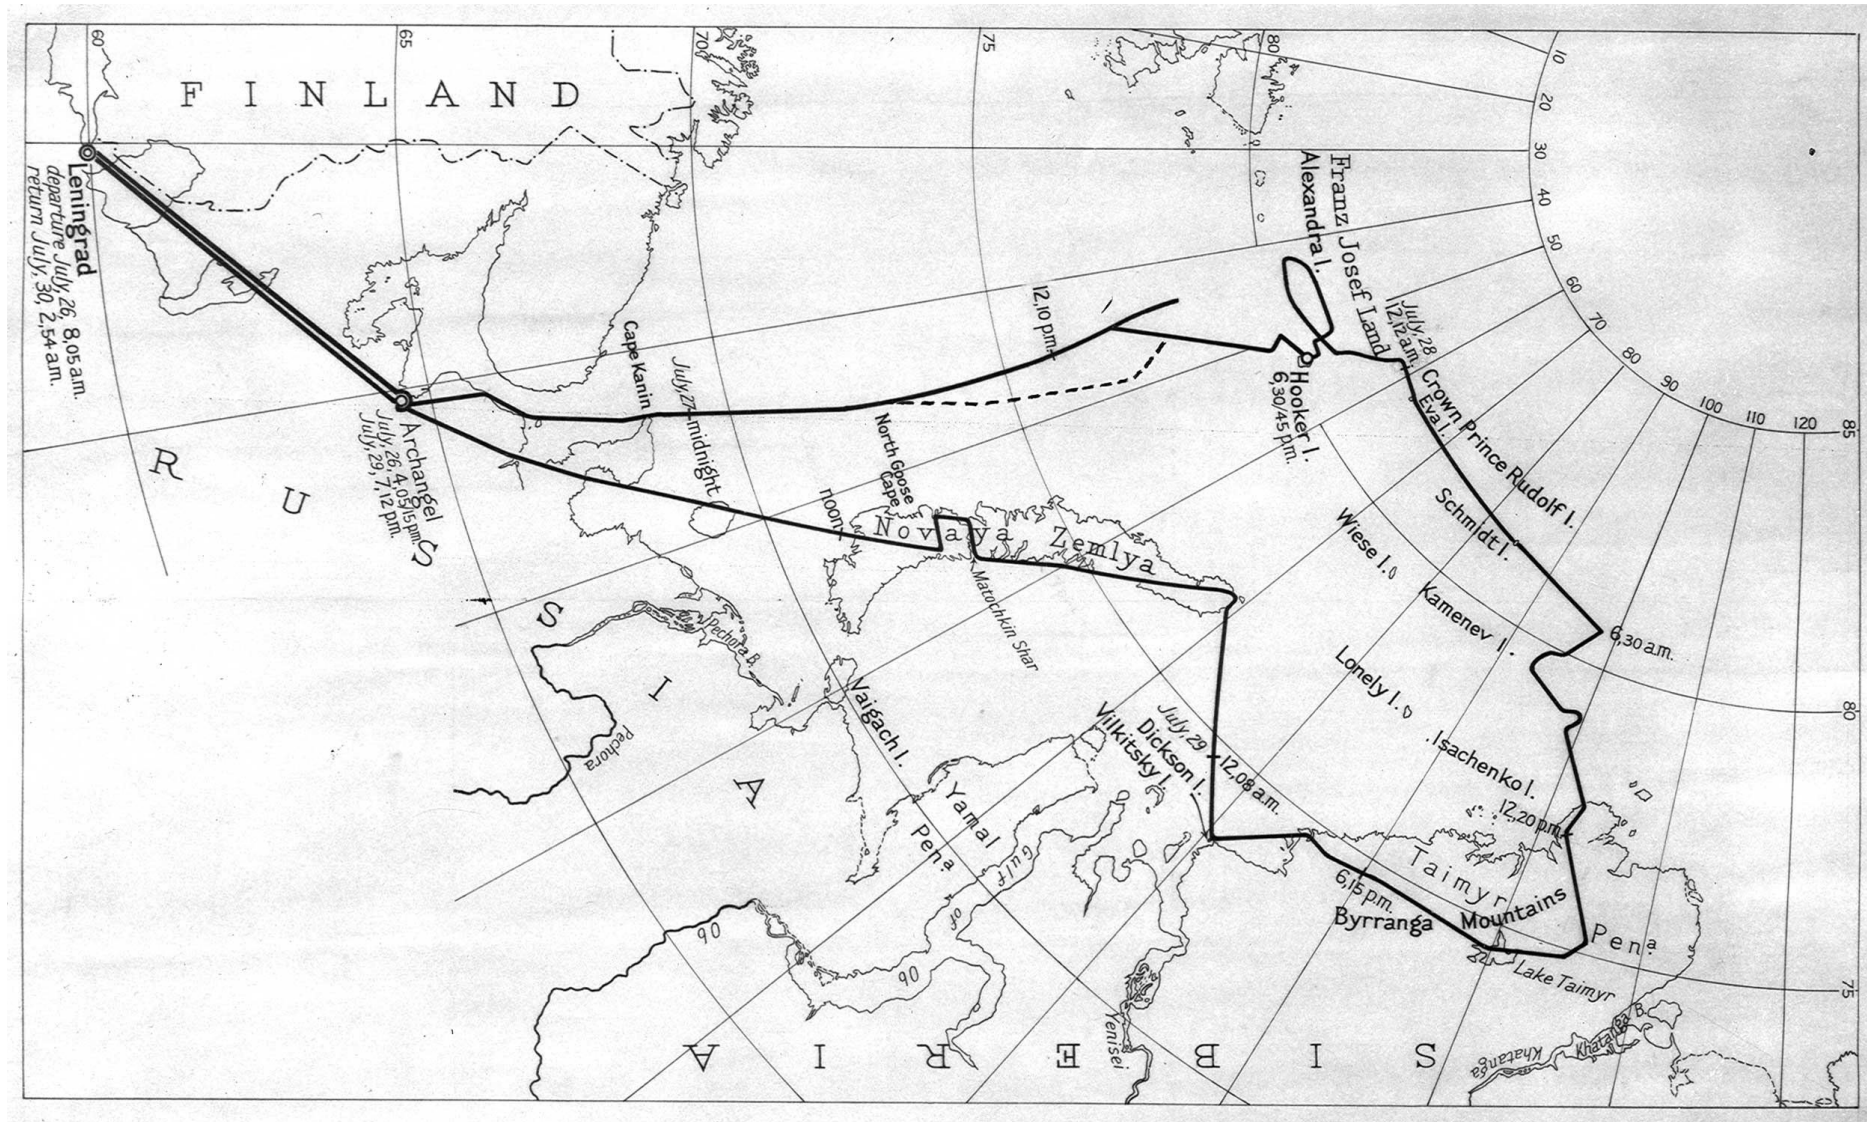 60
65
70
75
80
10
20
30
40
50
60
70
80
90
100
110
120
85
80
75
FINLAND
Leningrad
departure July, 26, 8,05 a.m.
return July, 30, 2,54 a.m.
Archangel
July, 26, 4,05/15 p.m.
July, 29, 7,12 p.m.
RUSSIA
Cape Kanin
July, 27–midnight
12,10 p.m.
North Goose
Cape
noon
Novaya Zemlya
Matochkin Shar
Franz Josef Land
Alexandra I.
Hooker I.
6,30/45 p.m.
July, 28
12,12 a.m.
Crown Prince Rudolf I.
Eva I.
Schmidt I.
Wiese I.
Kamenev I.
6,30 a.m.
Lonely I.
Isachenko I.
12,20 p.m.
July, 29
12,08 a.m.
Dickson I.
Vilkitsky I.
Pechora B.
Pechora
Vaigach I.
Yamal
Pena
Gulf of
Ob
Ob
Yenisei
Taimyr
Pena
6,15 p.m.
Byrranga Mountains
Lake Taimyr
Khatanga B.
Khatanga
SIBERIA